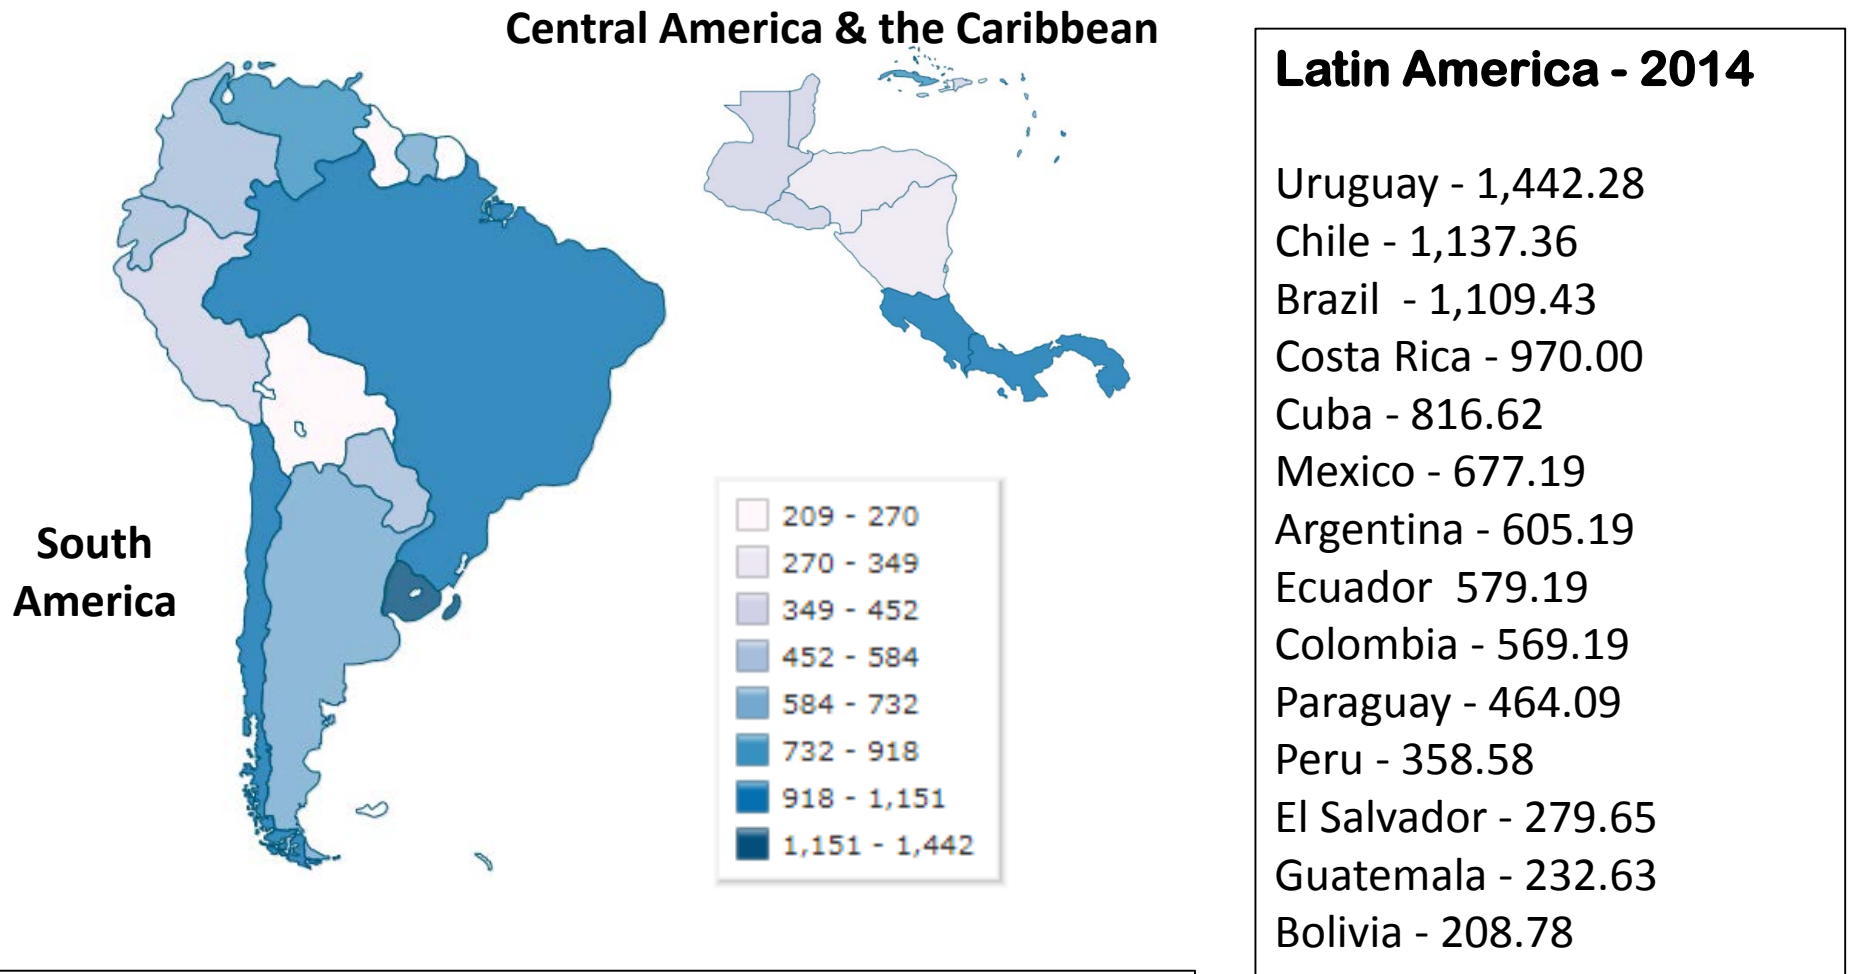 Central America & the Caribbean
South
America
209 - 270
270 - 349
349 - 452
452 - 584
584 - 732
732 - 918
918 - 1,151
1,151 - 1,442
Latin America - 2014
Uruguay - 1,442.28
Chile - 1,137.36
Brazil  - 1,109.43
Costa Rica - 970.00
Cuba - 816.62
Mexico - 677.19
Argentina - 605.19
Ecuador  579.19
Colombia - 569.19
Paraguay - 464.09
Peru - 358.58
El Salvador - 279.65
Guatemala - 232.63
Bolivia - 208.78